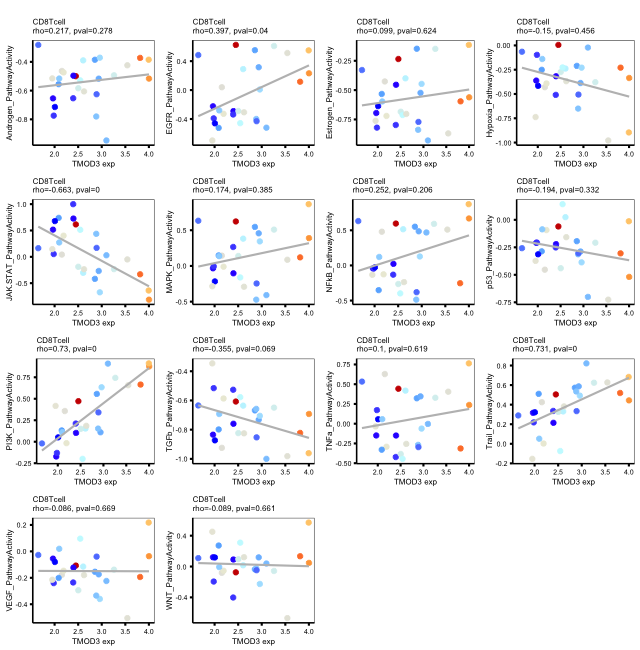 CD8Tcell
rho=0.217, pval=0.278
Androgen_PathwayActivity
-0.4
-0.6
-0.8
2.0 2.5 3.0 3.5 4.0
TMOD3 exp
CD8Tcell
rho=0.397, pval=0.04
EGFR_PathwayActivity
0.6
0.3
0.0
-0.3
-0.6
2.0 2.5 3.0 3.5 4.0
TMOD3 exp
CD8Tcell
rho=0.099, pval=0.624
Estrogen_PathwayActivity
-0.25
-0.50
-0.75
2.0 2.5 3.0 3.5 4.0
TMOD3 exp
CD8Tcell
rho=-0.15, pval=0.456
Hypoxia_PathwayActivity
0.00
-0.25
-0.50
-0.75
-1.00
2.0 2.5 3.0 3.5 4.0
TMOD3 exp
CD8Tcell
rho=-0.663, pval=0
JAK-STAT_PathwayActivity
1.0
0.5
0.0
-0.5
2.0 2.5 3.0 3.5 4.0
TMOD3 exp
CD8Tcell
rho=0.174, pval=0.385
MAPK_PathwayActivity
0.5
0.0
-0.5
2.0 2.5 3.0 3.5 4.0
TMOD3 exp
CD8Tcell
rho=0.252, pval=0.206
NFkB_PathwayActivity
0.5
0.0
-0.5
2.0 2.5 3.0 3.5 4.0
TMOD3 exp
CD8Tcell
rho=-0.194, pval=0.332
p53_PathwayActivity
0.00
-0.25
-0.50
-0.75
2.0 2.5 3.0 3.5 4.0
TMOD3 exp
CD8Tcell
rho=0.73, pval=0
PI3K_PathwayActivity
0.75
0.50
0.25
0.00
-0.25
2.0 2.5 3.0 3.5 4.0
TMOD3 exp
CD8Tcell
rho=-0.355, pval=0.069
TGFb_PathwayActivity
-0.4
-0.6
-0.8
-1.0
2.0 2.5 3.0 3.5 4.0
TMOD3 exp
CD8Tcell
rho=0.1, pval=0.619
TNFa_PathwayActivity
0.75
0.50
0.25
0.00
-0.25
-0.50
2.0 2.5 3.0 3.5 4.0
TMOD3 exp
CD8Tcell
rho=0.731, pval=0
Trail_PathwayActivity
0.8
0.6
0.4
0.2
0.0
-0.2
2.0 2.5 3.0 3.5 4.0
TMOD3 exp
CD8Tcell
rho=-0.086, pval=0.669
VEGF_PathwayActivity
0.2
0.0
-0.2
-0.4
2.0 2.5 3.0 3.5 4.0
TMOD3 exp
CD8Tcell
rho=-0.089, pval=0.661
WNT_PathwayActivity
0.4
0.0
-0.4
2.0 2.5 3.0 3.5 4.0
TMOD3 exp